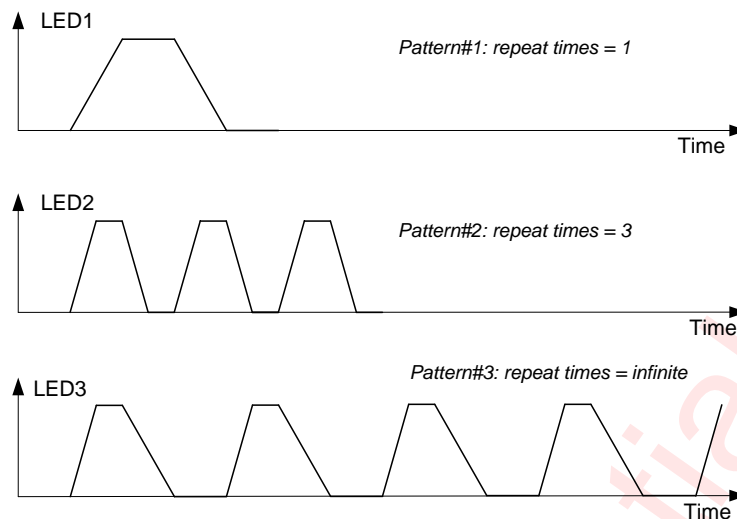 LED1
Pattern#1: repeat times = 1
Time
LED2
Pattern#2: repeat times = 3
Time
Pattern#3: repeat times = infinite
LED3
Time
tial